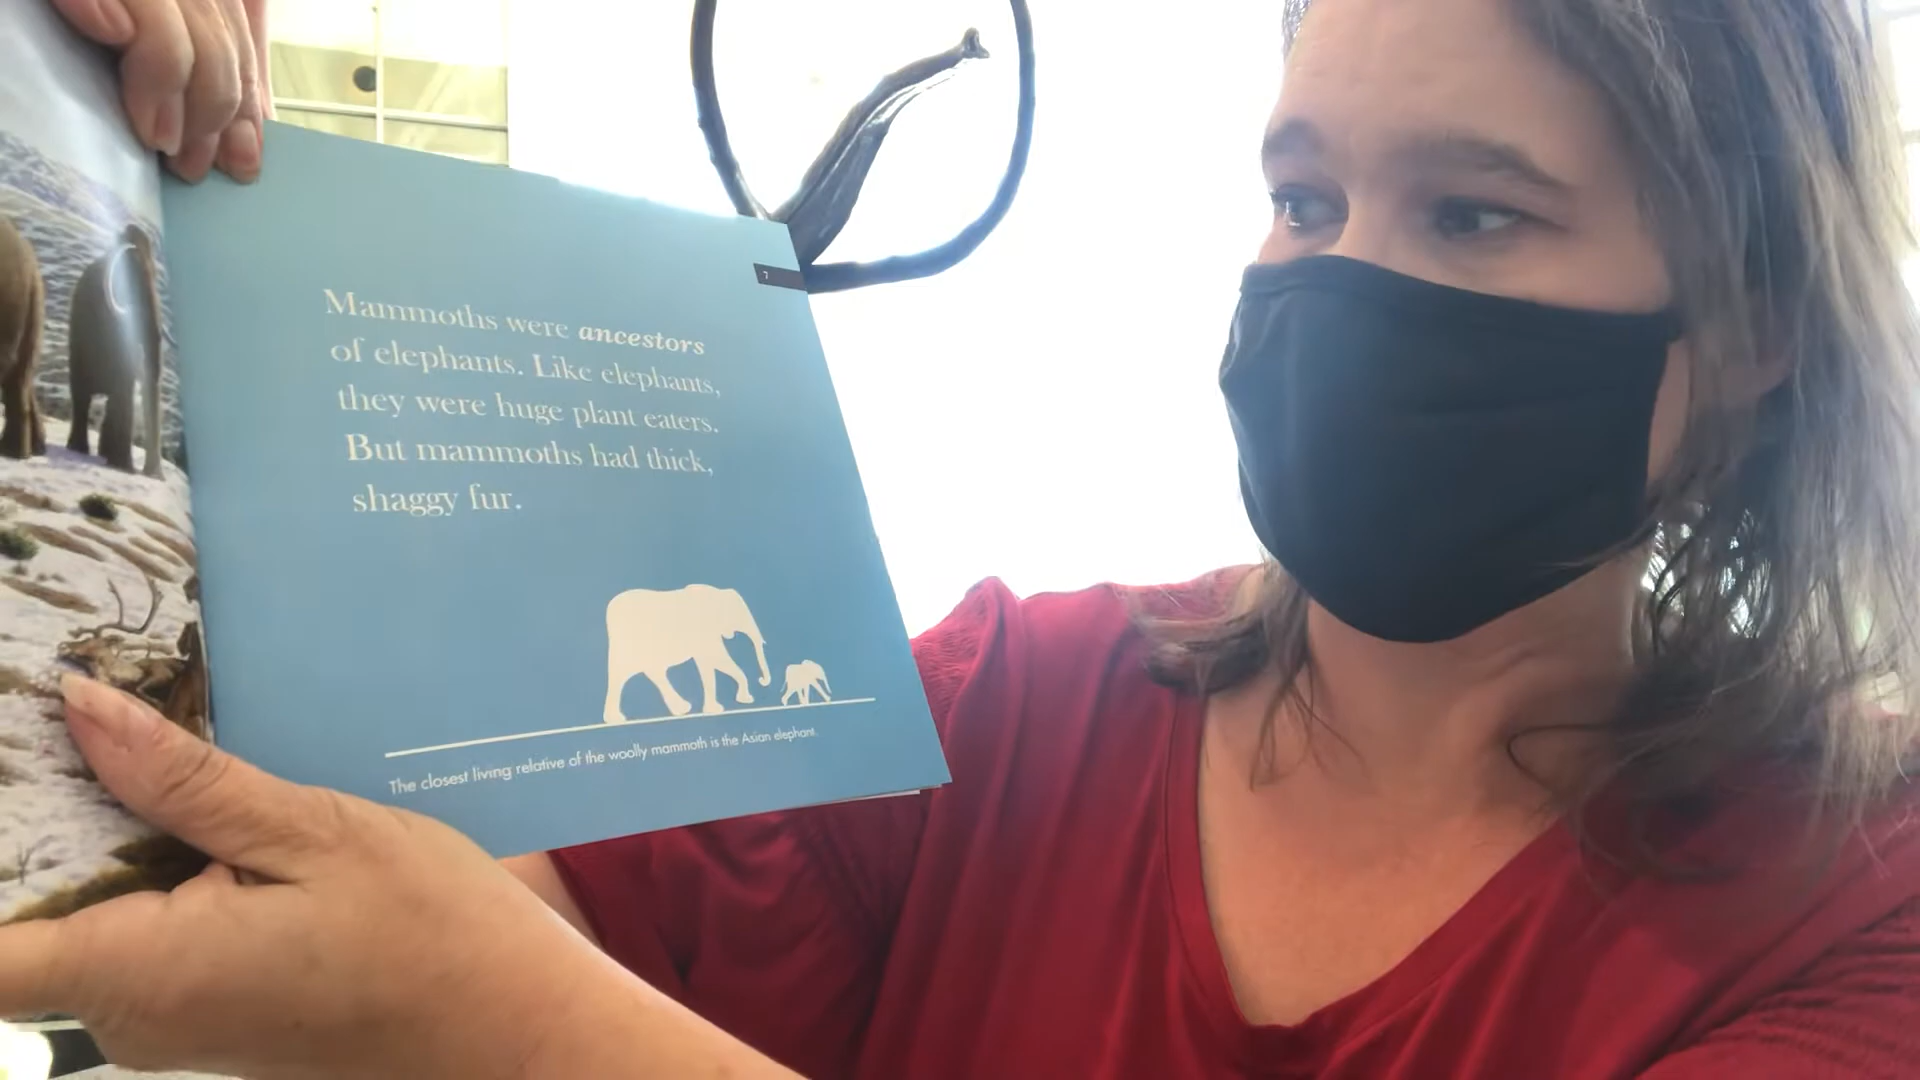 7
Mammoths were ancestors
of elephants. Like elephants,
they were huge plant eaters.
But mammoths had thick,
shaggy fur.
The closest living relative of the woolly mammoth is the Asian elephant.